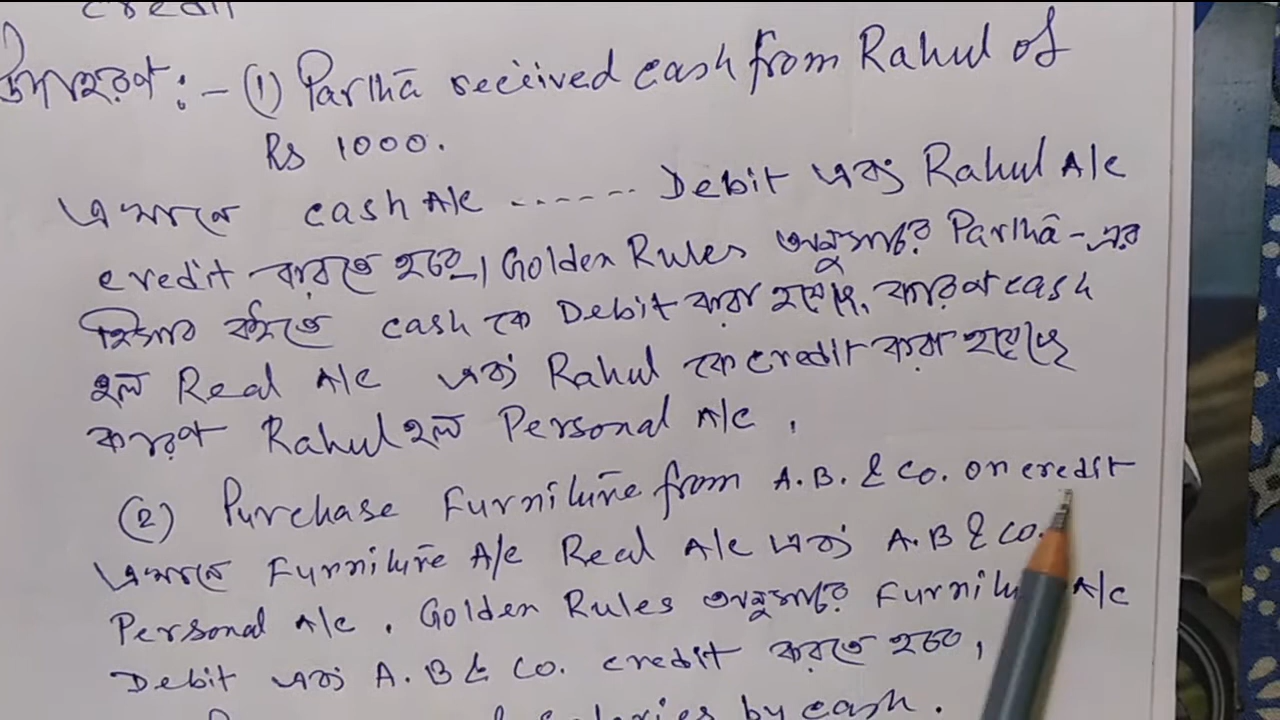 credit
উদাহরণ :- (1) Partha received cash from Rahul of
Rs 1000.
এখানে cash A/c ...... Debit এবং Rahul A/c
credit করতে হবে। Golden Rules অনুসারে Partha-এর
হিসাব বইতে cash কে Debit করা হয়েছে, কারণ cash
হল Real A/c এবং Rahul কে credit করা হয়েছে
কারণ Rahul হল Personal A/c ,
(2) Purchase Furniture from A.B. & Co. on credit
এখানে Furniture A/c Real A/c এবং A.B & Co.
Personal A/c . Golden Rules অনুসারে A/c
Debit এবং A.B & Co. credit করতে হবে,
by cash.